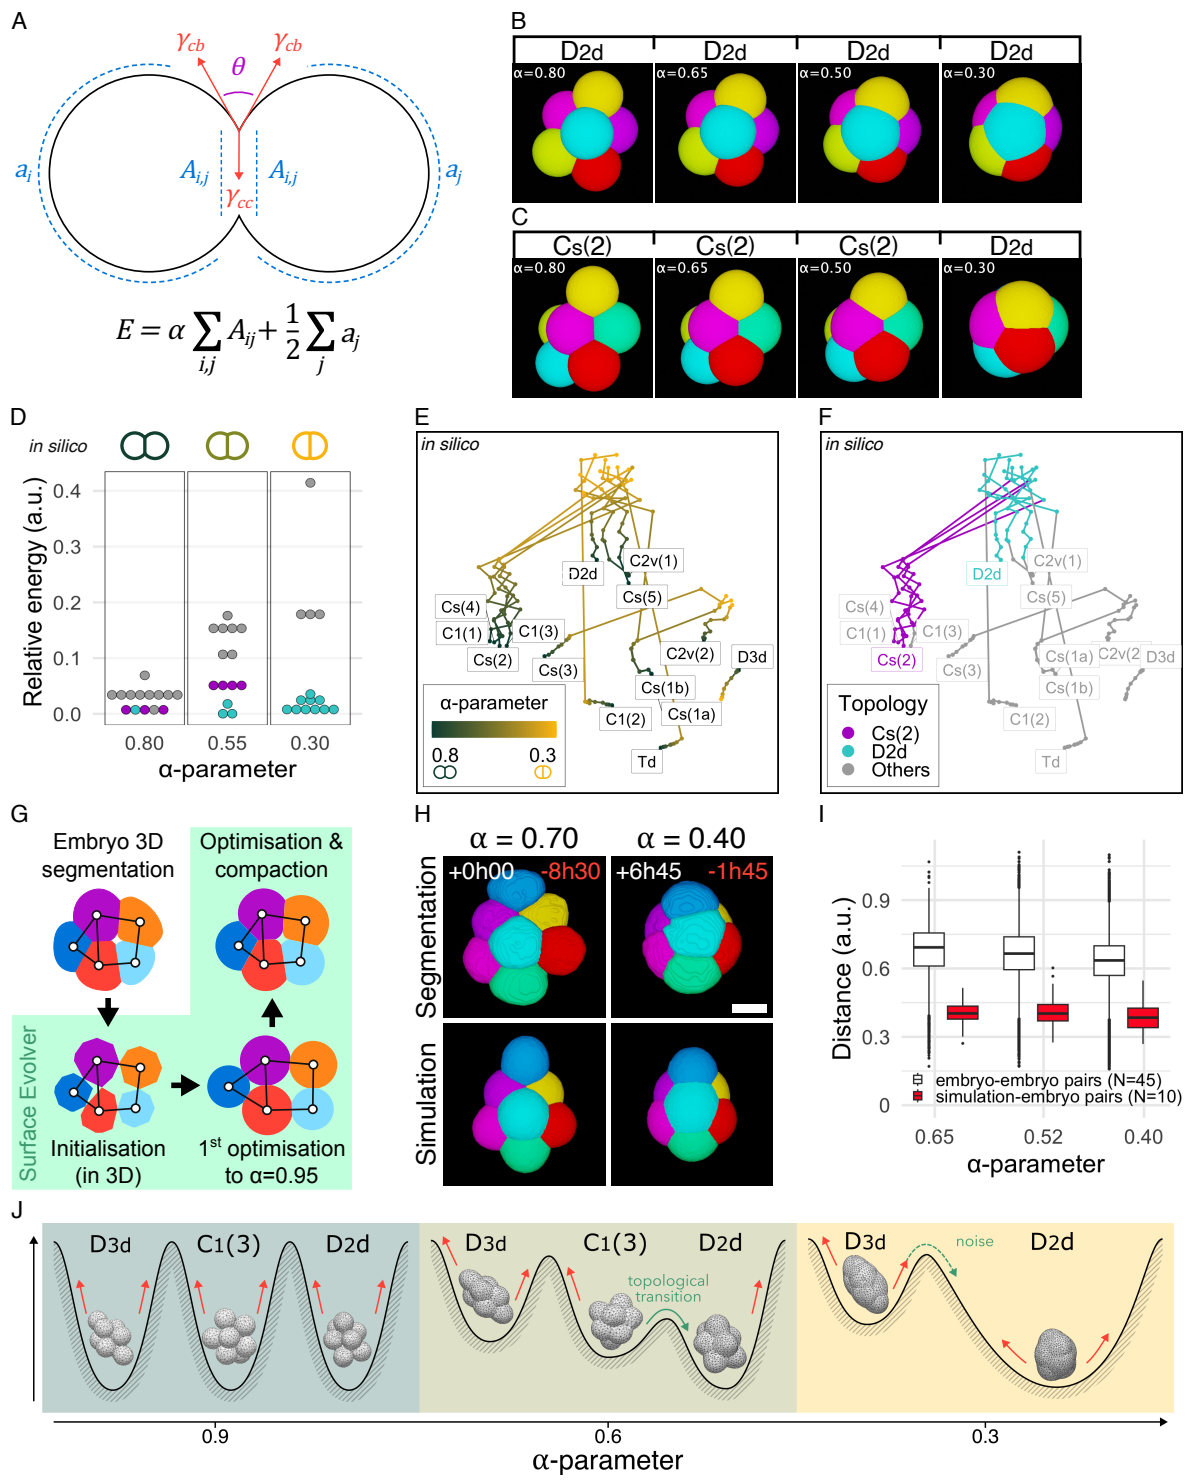 A
γcb
γcb
θ
ai
Ai,j
Ai,j
aj
γcc
E = α ∑i,j Aij + 1/2 ∑j aj
B
D2d
D2d
D2d
D2d
α=0.80
α=0.65
α=0.50
α=0.30
C
Cs(2)
Cs(2)
Cs(2)
D2d
α=0.80
α=0.65
α=0.50
α=0.30
D
in silico
Relative energy (a.u.)
0.4
0.3
0.2
0.1
0.0
0.80
0.55
0.30
α-parameter
E
in silico
D2d
C2v(1)
Cs(5)
Cs(4)
C1(1)
C1(3)
Cs(2)
Cs(3)
C2v(2)
D3d
Cs(1b)
Cs(1a)
C1(2)
Td
α-parameter
0.8
0.3
F
in silico
D2d
C2v(1)
Cs(5)
Cs(4)
C1(1)
C1(3)
Cs(2)
Cs(3)
Cs(1a)
C2v(2
D3d
Cs(1b)
C1(2)
Td
Topology
Cs(2)
D2d
Others
G
Embryo 3D
segmentation
Optimisation &
compaction
Surface Evolver
Initialisation
(in 3D)
1st optimisation
to α=0.95
H
α = 0.70
α = 0.40
Segmentation
+0h00
-8h30
+6h45
-1h45
Simulation
I
Distance (a.u.)
0.9
0.6
0.3
0
embryo-embryo pairs (N=45)
simulation-embryo pairs (N=10)
0.65
0.52
0.40
α-parameter
J
D3d
C1(3)
D2d
D3d
C1(3)
D2d
topological
transition
D3d
noise
D2d
0.9
0.6
0.3
α-parameter